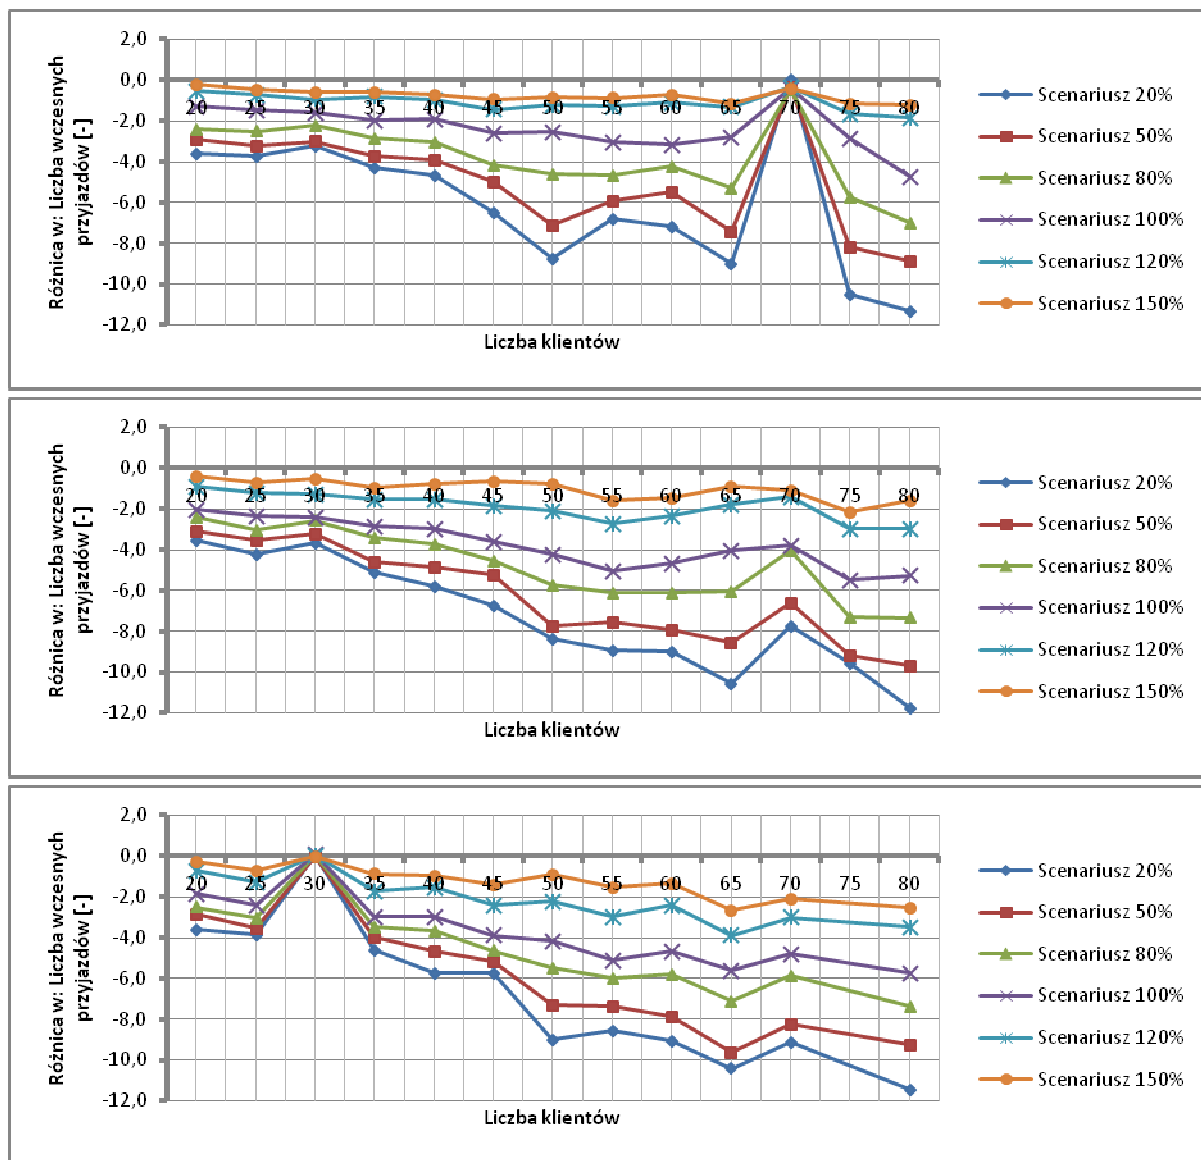 2,0
0,0
-2,0
-4,0
-6,0
-8,0
-10,0
-12,0
Różnica w: Liczba wczesnych
przyjazdów [-]
20 25 30 35 40 45 50 55 60 65 70 75 80
Liczba klientów
Scenariusz 20%
Scenariusz 50%
Scenariusz 80%
Scenariusz 100%
Scenariusz 120%
Scenariusz 150%
2,0
0,0
-2,0
-4,0
-6,0
-8,0
-10,0
-12,0
Różnica w: Liczba wczesnych
przyjazdów [-]
20 25 30 35 40 45 50 55 60 65 70 75 80
Liczba klientów
Scenariusz 20%
Scenariusz 50%
Scenariusz 80%
Scenariusz 100%
Scenariusz 120%
Scenariusz 150%
2,0
0,0
-2,0
-4,0
-6,0
-8,0
-10,0
-12,0
Różnica w: Liczba wczesnych
przyjazdów [-]
20 25 30 35 40 45 50 55 60 65 70 75 80
Liczba klientów
Scenariusz 20%
Scenariusz 50%
Scenariusz 80%
Scenariusz 100%
Scenariusz 120%
Scenariusz 150%